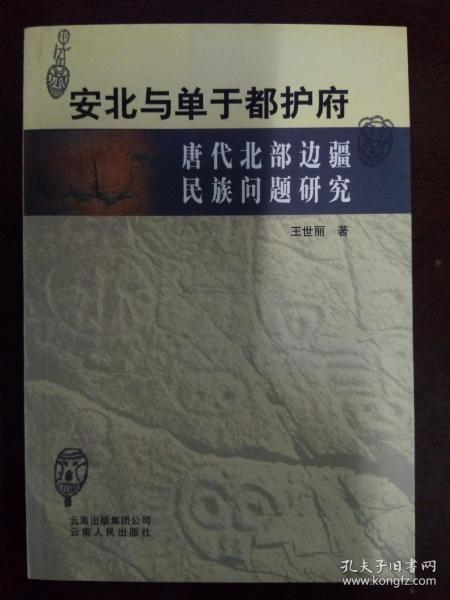 安北与单于都护府
唐代北部边疆
民族问题研究
王世丽 著
云南出版集团公司
云南人民出版社
孔夫子旧书网
www.kongfz.com